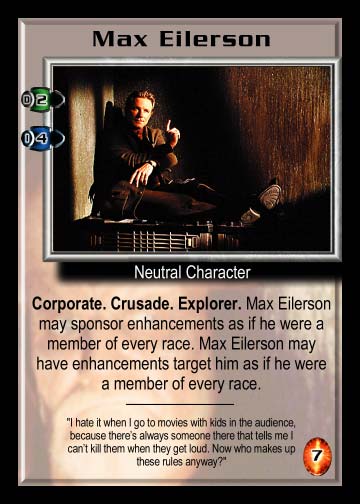 Max Eilerson
2
4
Neutral Character
Corporate. Crusade. Explorer. Max Eilerson
may sponsor enhancements as if he were a
member of every race. Max Eilerson may
have enhancements target him as if he were
a member of every race.
"I hate it when I go to movies with kids in the audience,
because there's always someone there that tells me I
can't kill them when they get loud. Now who makes up
these rules anyway?"
7